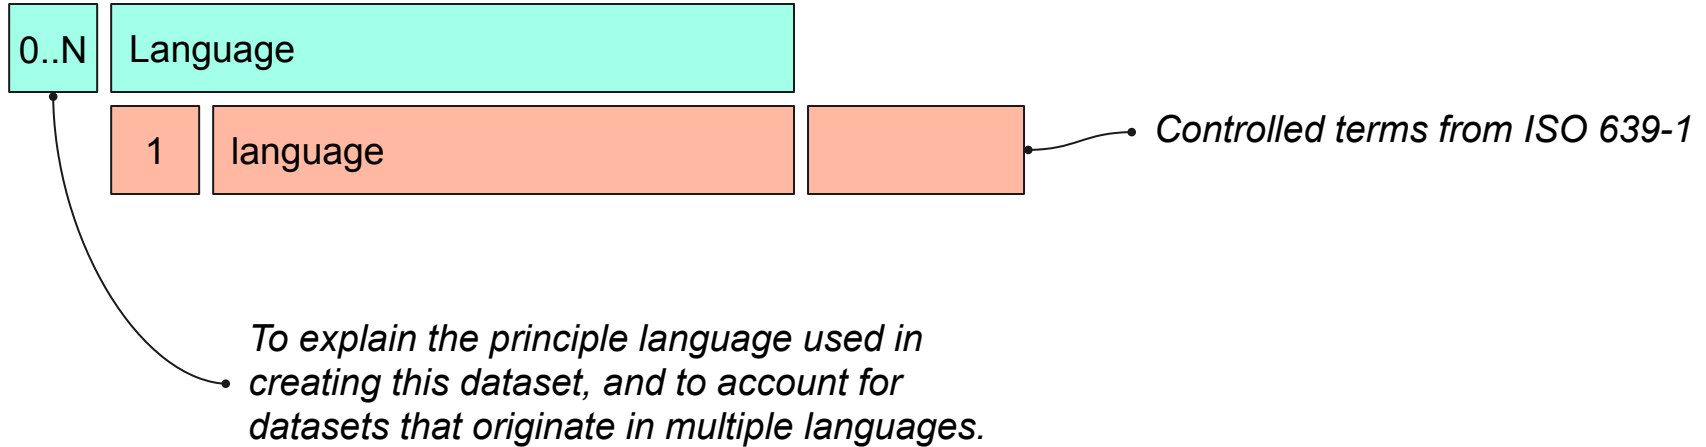 0..N Language
1 language
Controlled terms from ISO 639-1
To explain the principle language used in
creating this dataset, and to account for
datasets that originate in multiple languages.